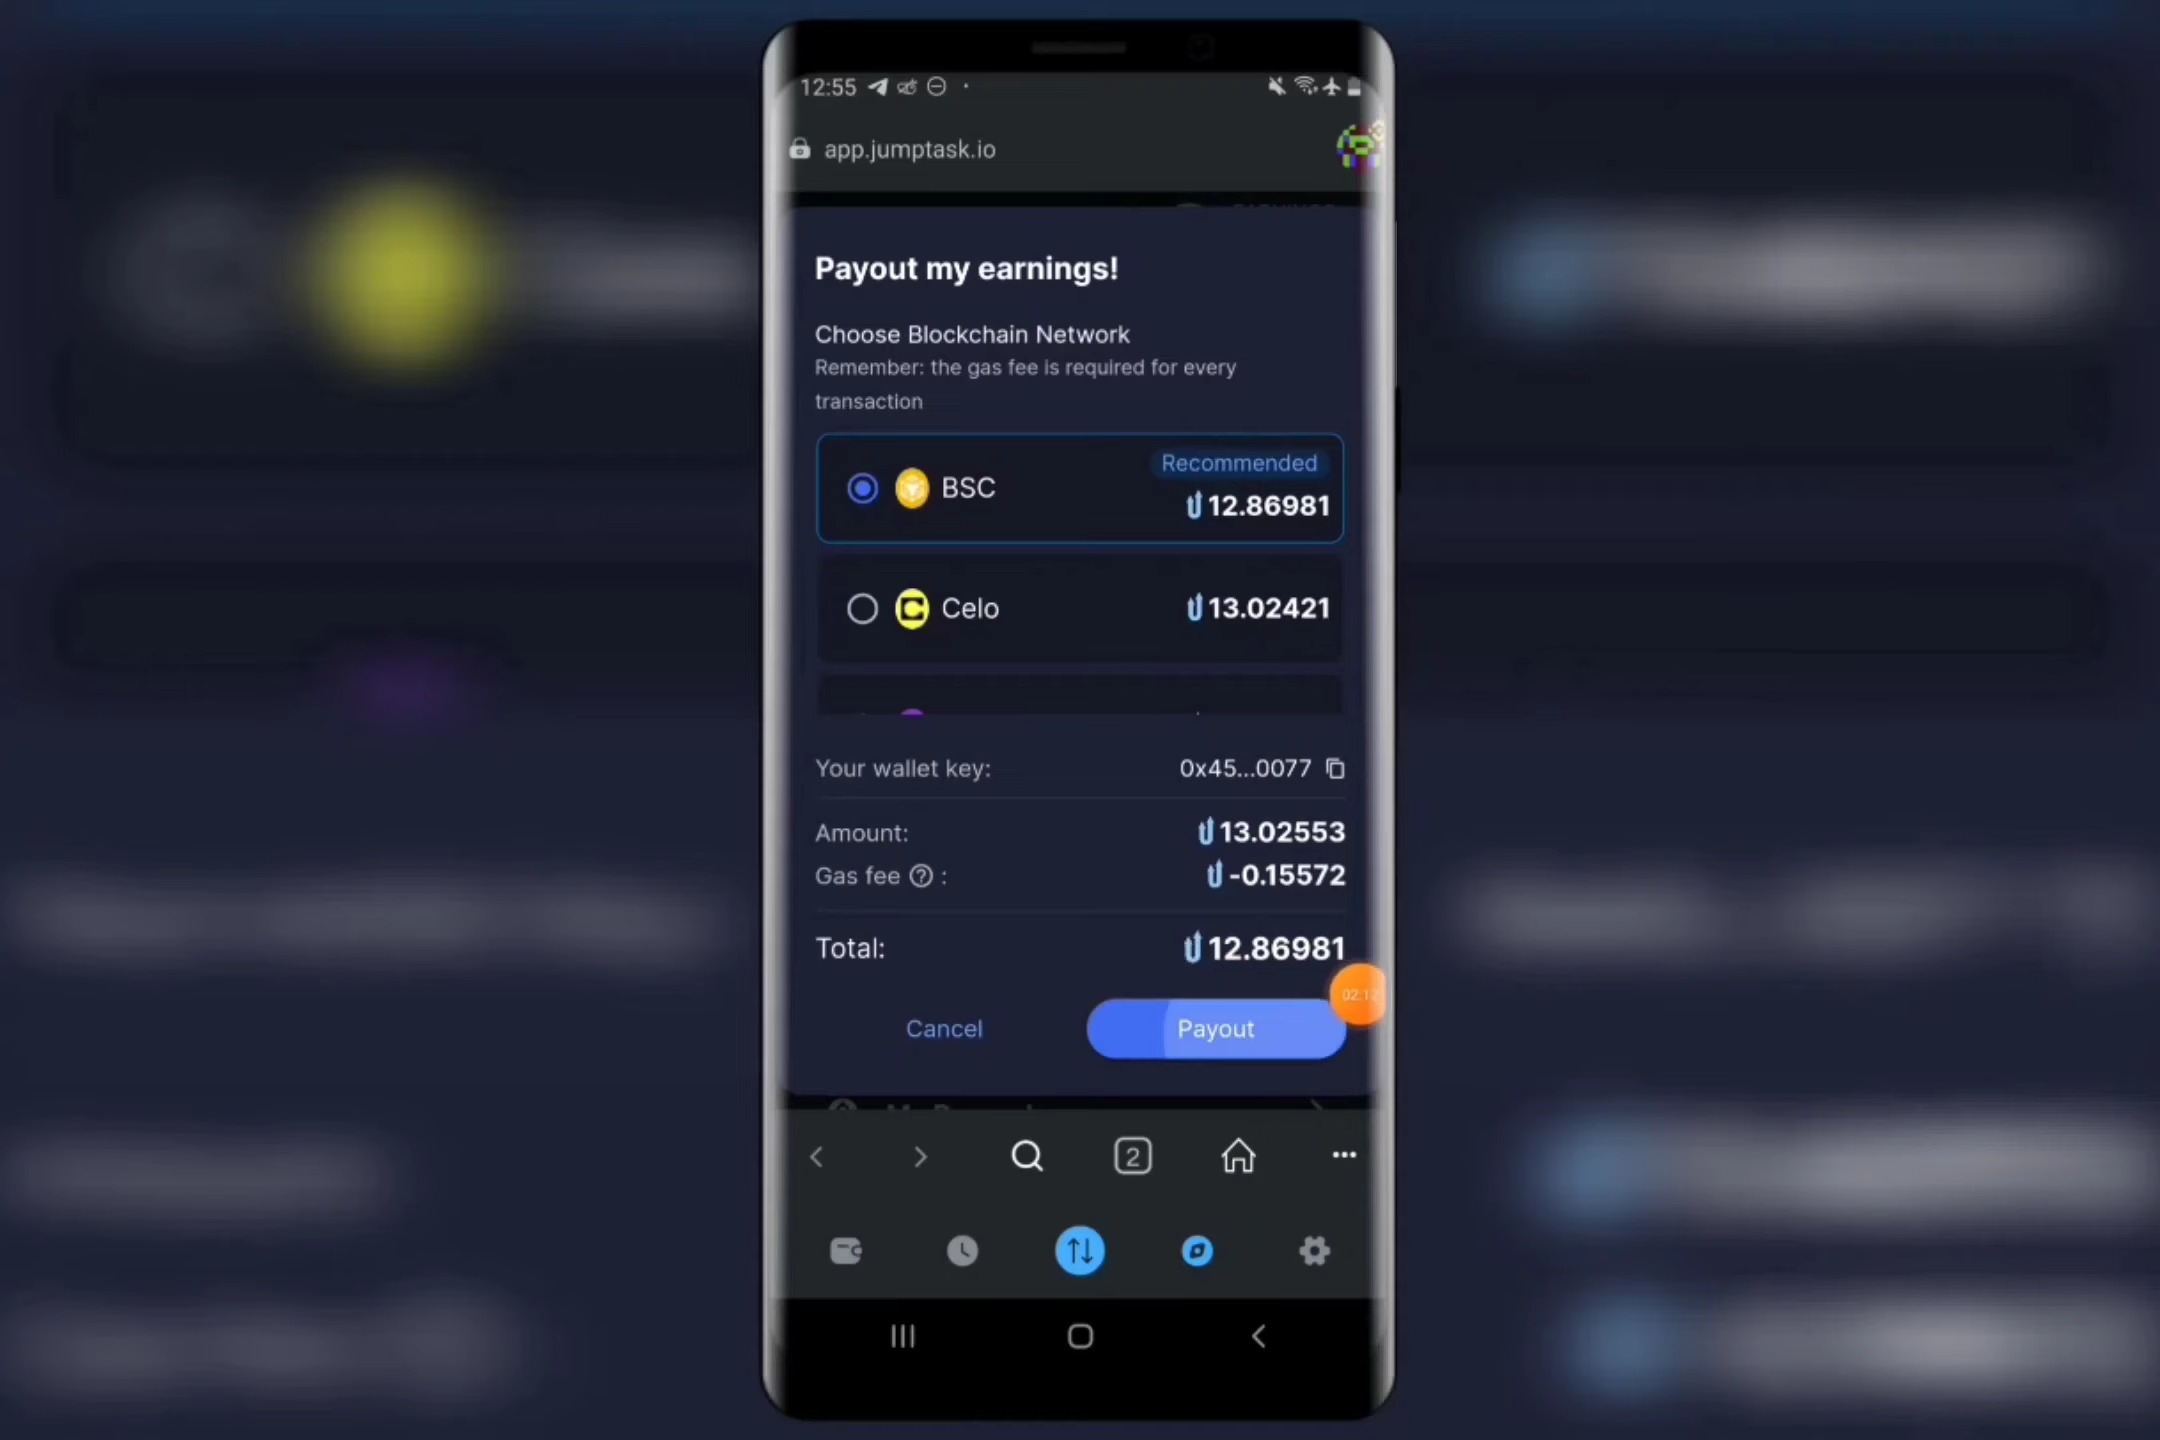 12:55
app.jumptask.io
Payout my earnings!
Choose Blockchain Network
Remember: the gas fee is required for every
transaction
Recommended
BSC 12.86981
Celo 13.02421
Your wallet key: 0x45...0077
Amount: 13.02553
Gas fee ? : -0.15572
Total: 12.86981
Cancel Payout
2